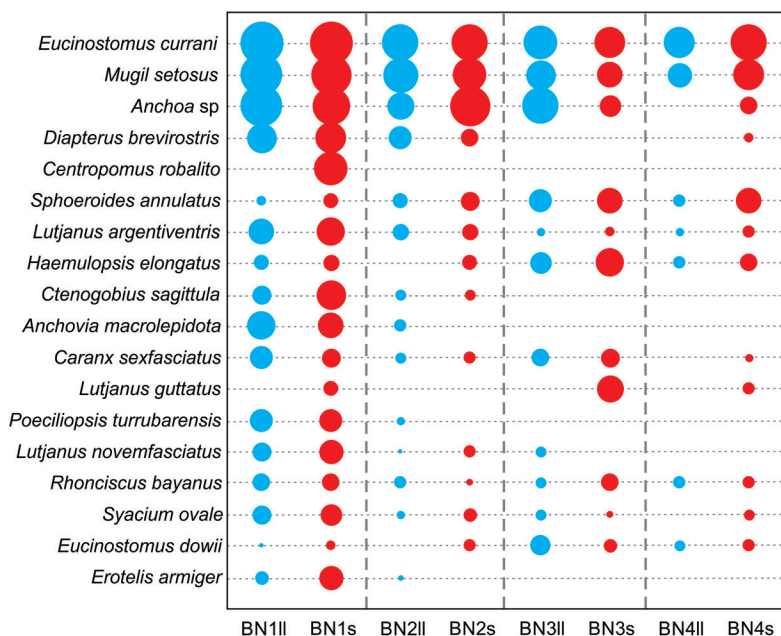 Eucinostomus currani
Mugil setosus
Anchoa sp
Diapterus brevirostris
Centropomus robalito
Sphoeroides annulatus
Lutjanus argentiventris
Haemulopsis elongatus
Ctenogobius sagittula
Anchovia macrolepidota
Caranx sexfasciatus
Lutjanus guttatus
Poeciliopsis turrubarensis
Lutjanus novemfasciatus
Rhonciscus bayanus
Syacium ovale
Eucinostomus dowii
Erotelis armiger
BN1ll BN1s BN2ll BN2s BN3ll BN3s BN4ll BN4s